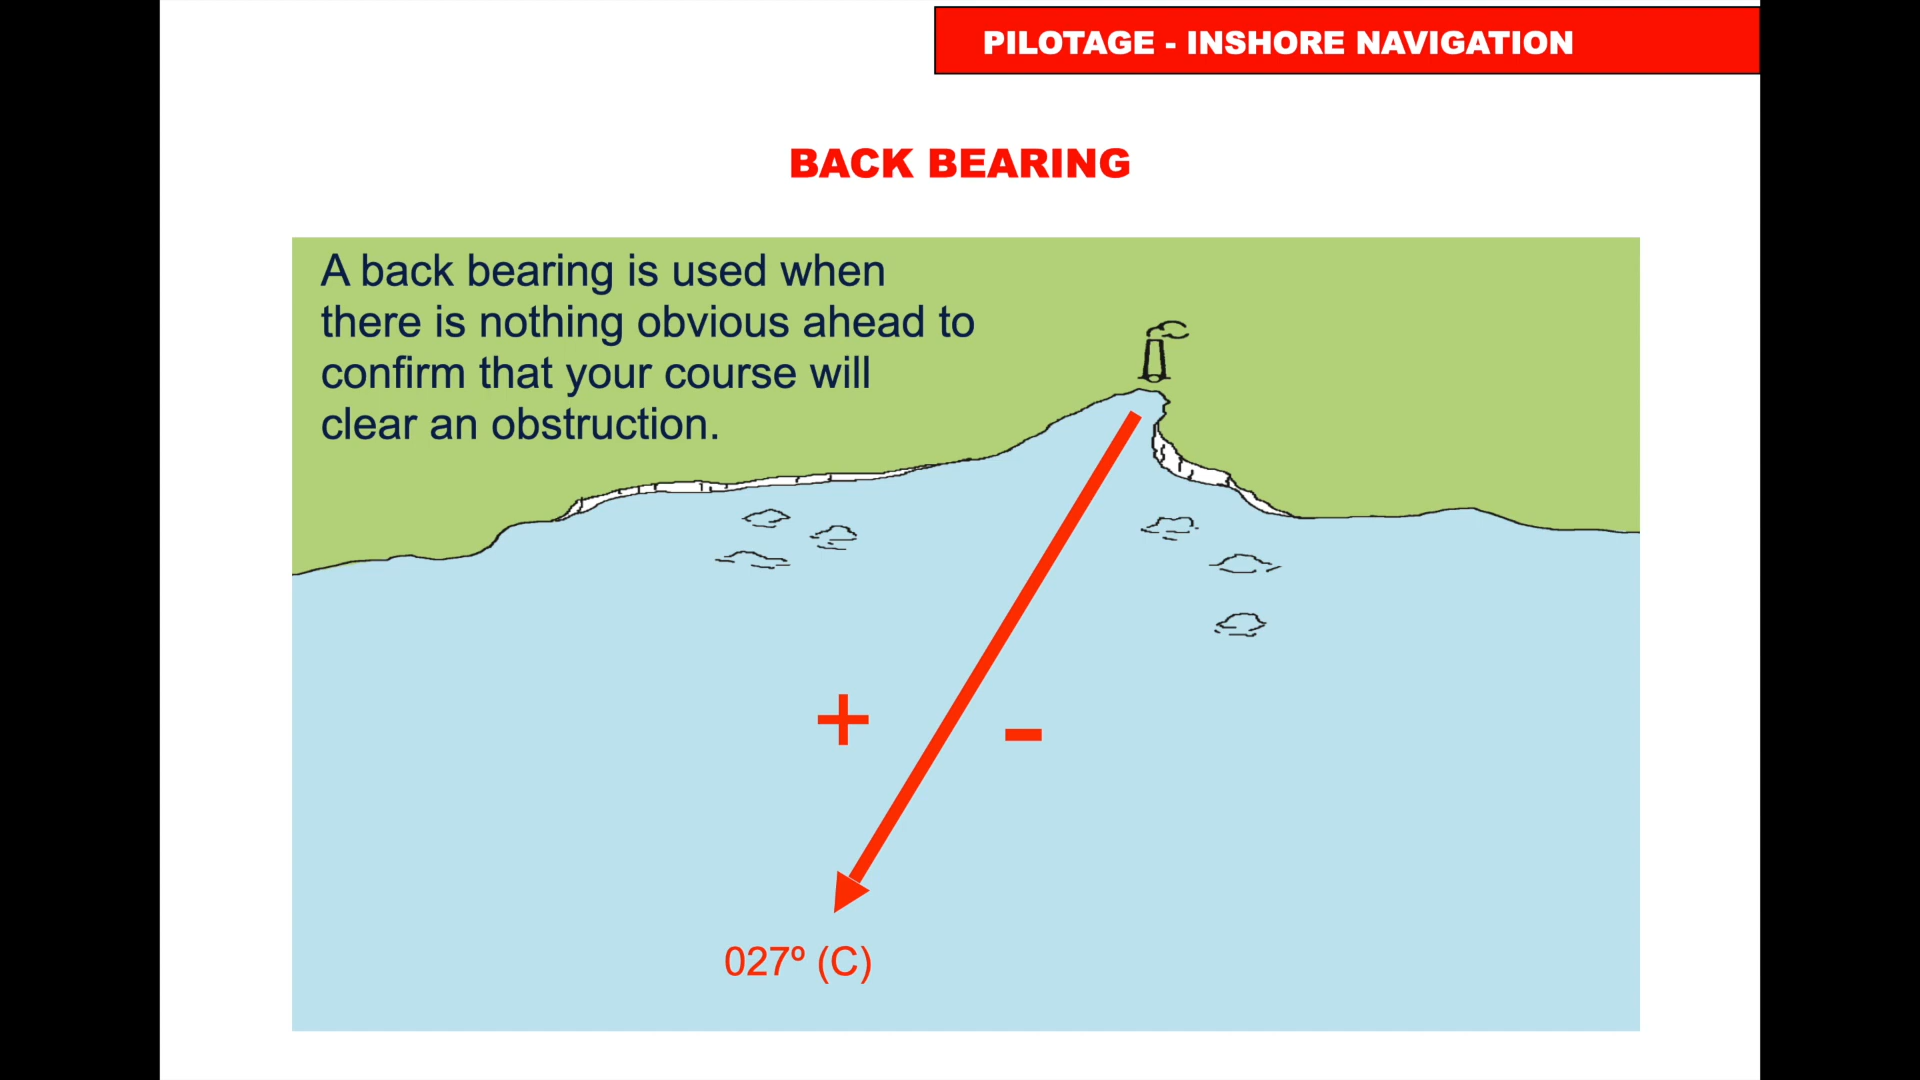 PILOTAGE - INSHORE NAVIGATION
BACK BEARING
A back bearing is used when
there is nothing obvious ahead to
confirm that your course will
clear an obstruction.
+ -
027º (C)